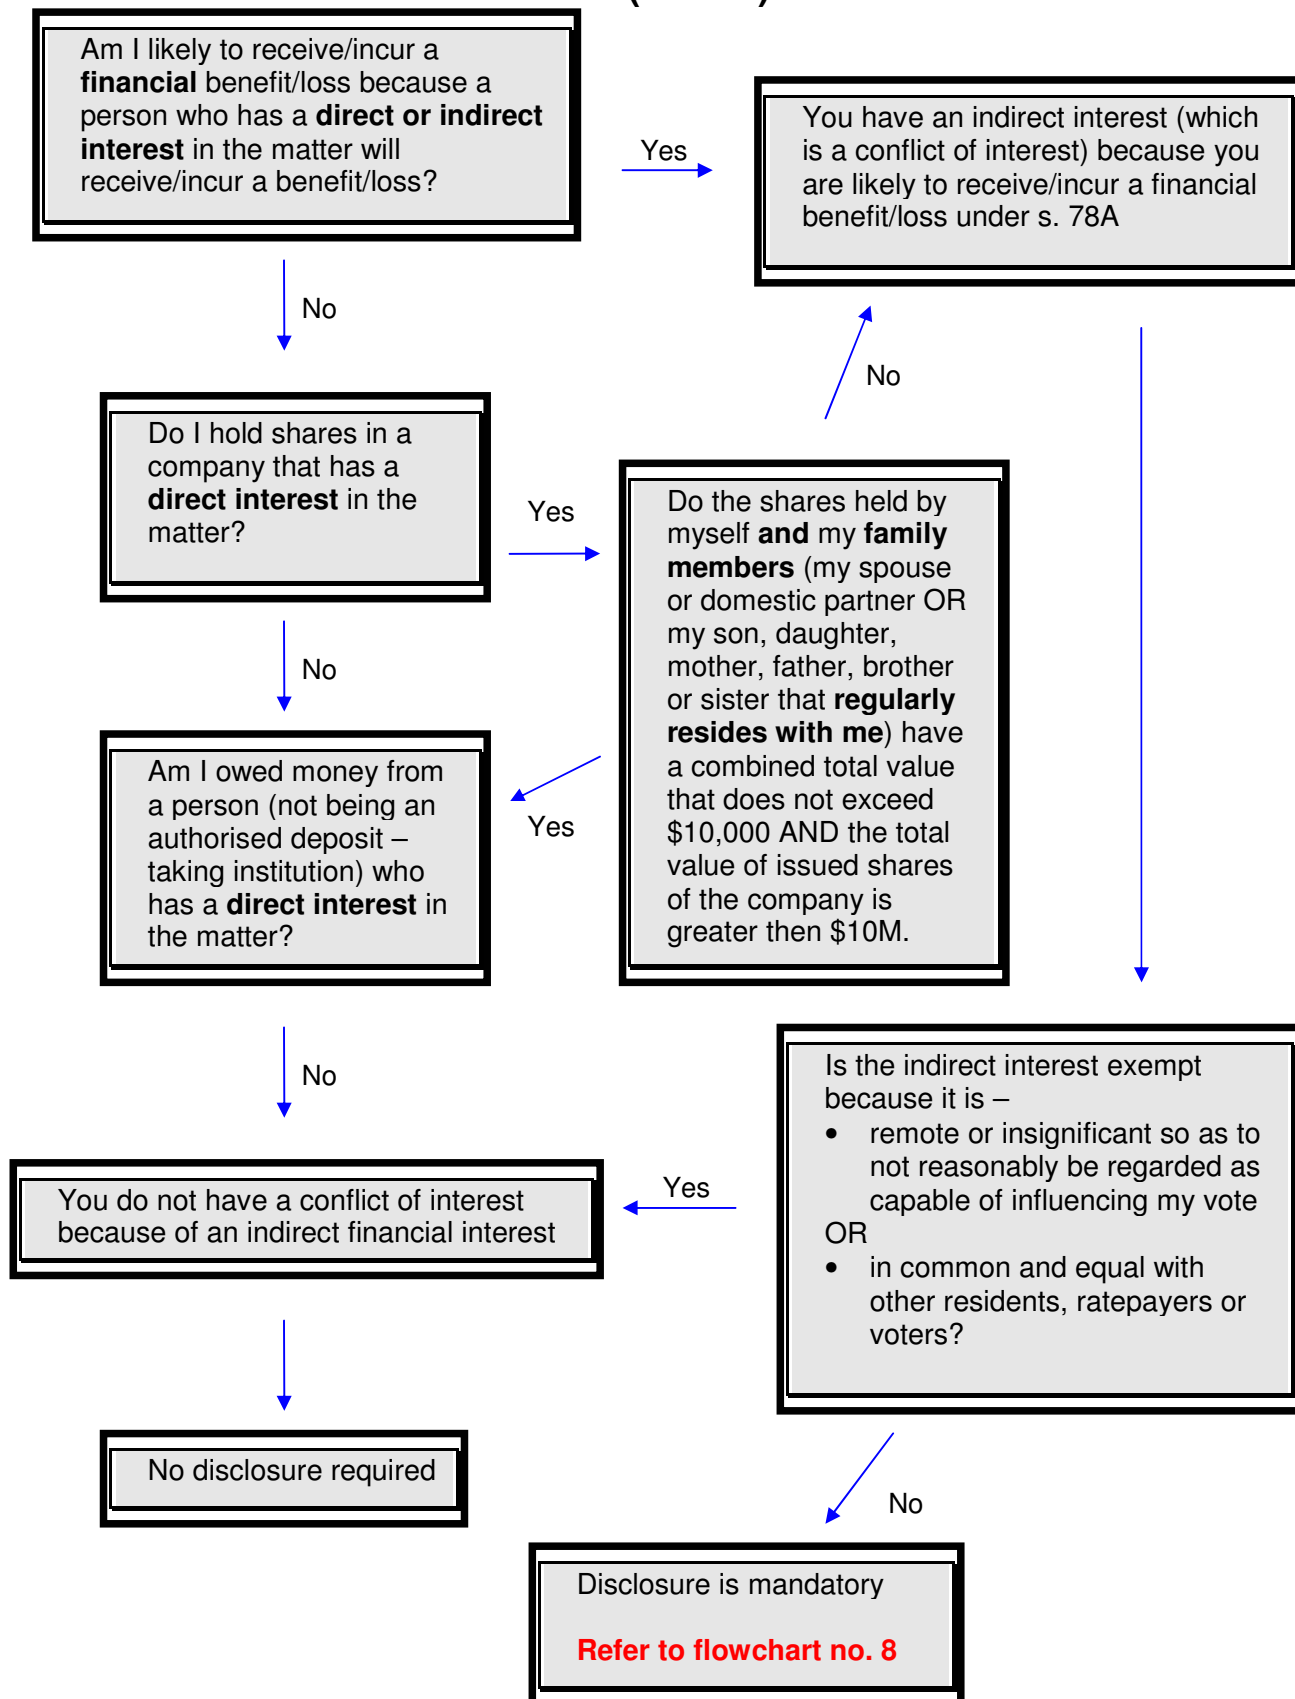 Am I likely to receive/incur a
financial benefit/loss because a
person who has a direct or indirect
interest in the matter will
receive/incur a benefit/loss?
Yes
You have an indirect interest (which
is a conflict of interest) because you
are likely to receive/incur a financial
benefit/loss under s. 78A
No
No
Do I hold shares in a
company that has a
direct interest in the
matter?
Yes
Do the shares held by
myself and my family
members (my spouse
or domestic partner OR
my son, daughter,
mother, father, brother
or sister that regularly
resides with me) have
a combined total value
that does not exceed
$10,000 AND the total
value of issued shares
of the company is
greater then $10M.
No
Yes
Am I owed money from
a person (not being an
authorised deposit –
taking institution) who
has a direct interest in
the matter?
No
Is the indirect interest exempt
because it is –
• remote or insignificant so as to
not reasonably be regarded as
capable of influencing my vote
OR
• in common and equal with
other residents, ratepayers or
voters?
Yes
You do not have a conflict of interest
because of an indirect financial interest
No disclosure required
No
Disclosure is mandatory
Refer to flowchart no. 8